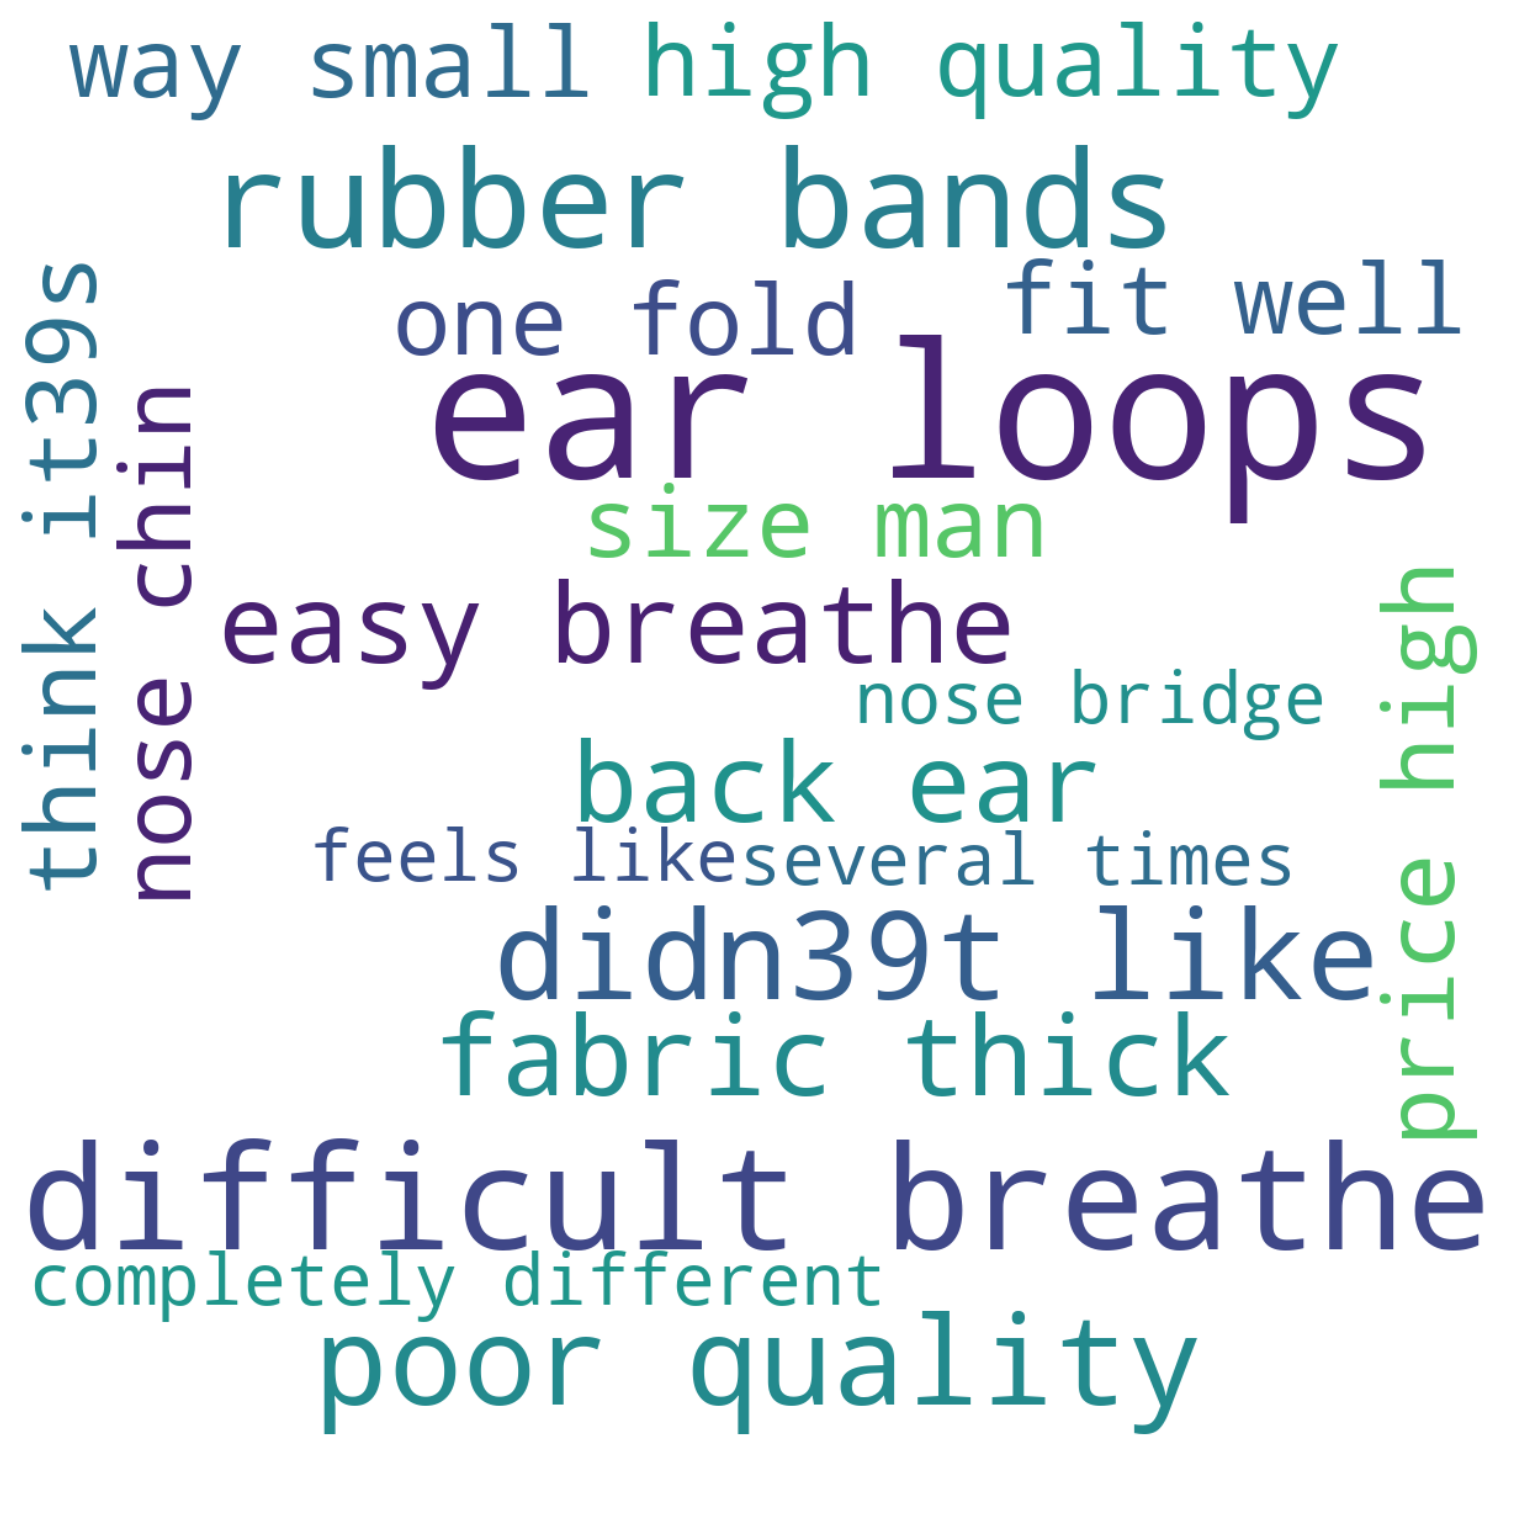 way small high quality
rubber bands
one fold
fit well
ear loops
think it39s
nose chin
size man
easy breathe
price high
nose bridge
back ear
feels like
several times
didn39t like
fabric thick
difficult breathe
completely different
poor quality